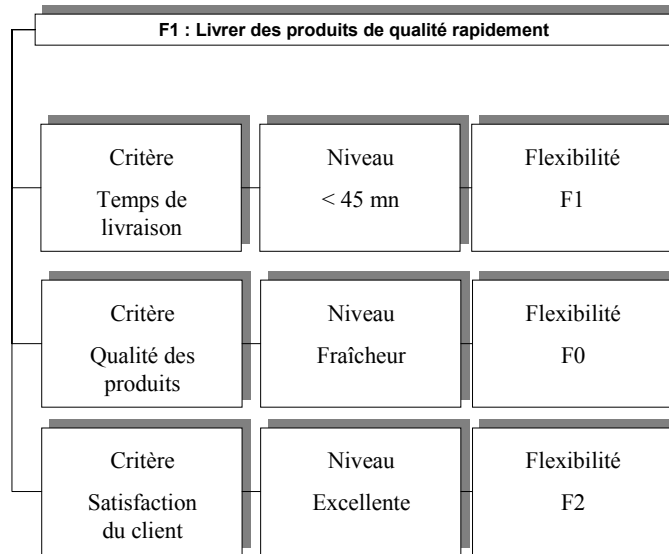 F1 : Livrer des produits de qualité rapidement
Critère
Temps de
livraison
Niveau
< 45 mn
Flexibilité
F1
Critère
Qualité des
produits
Niveau
Fraîcheur
Flexibilité
F0
Critère
Satisfaction
du client
Niveau
Excellente
Flexibilité
F2